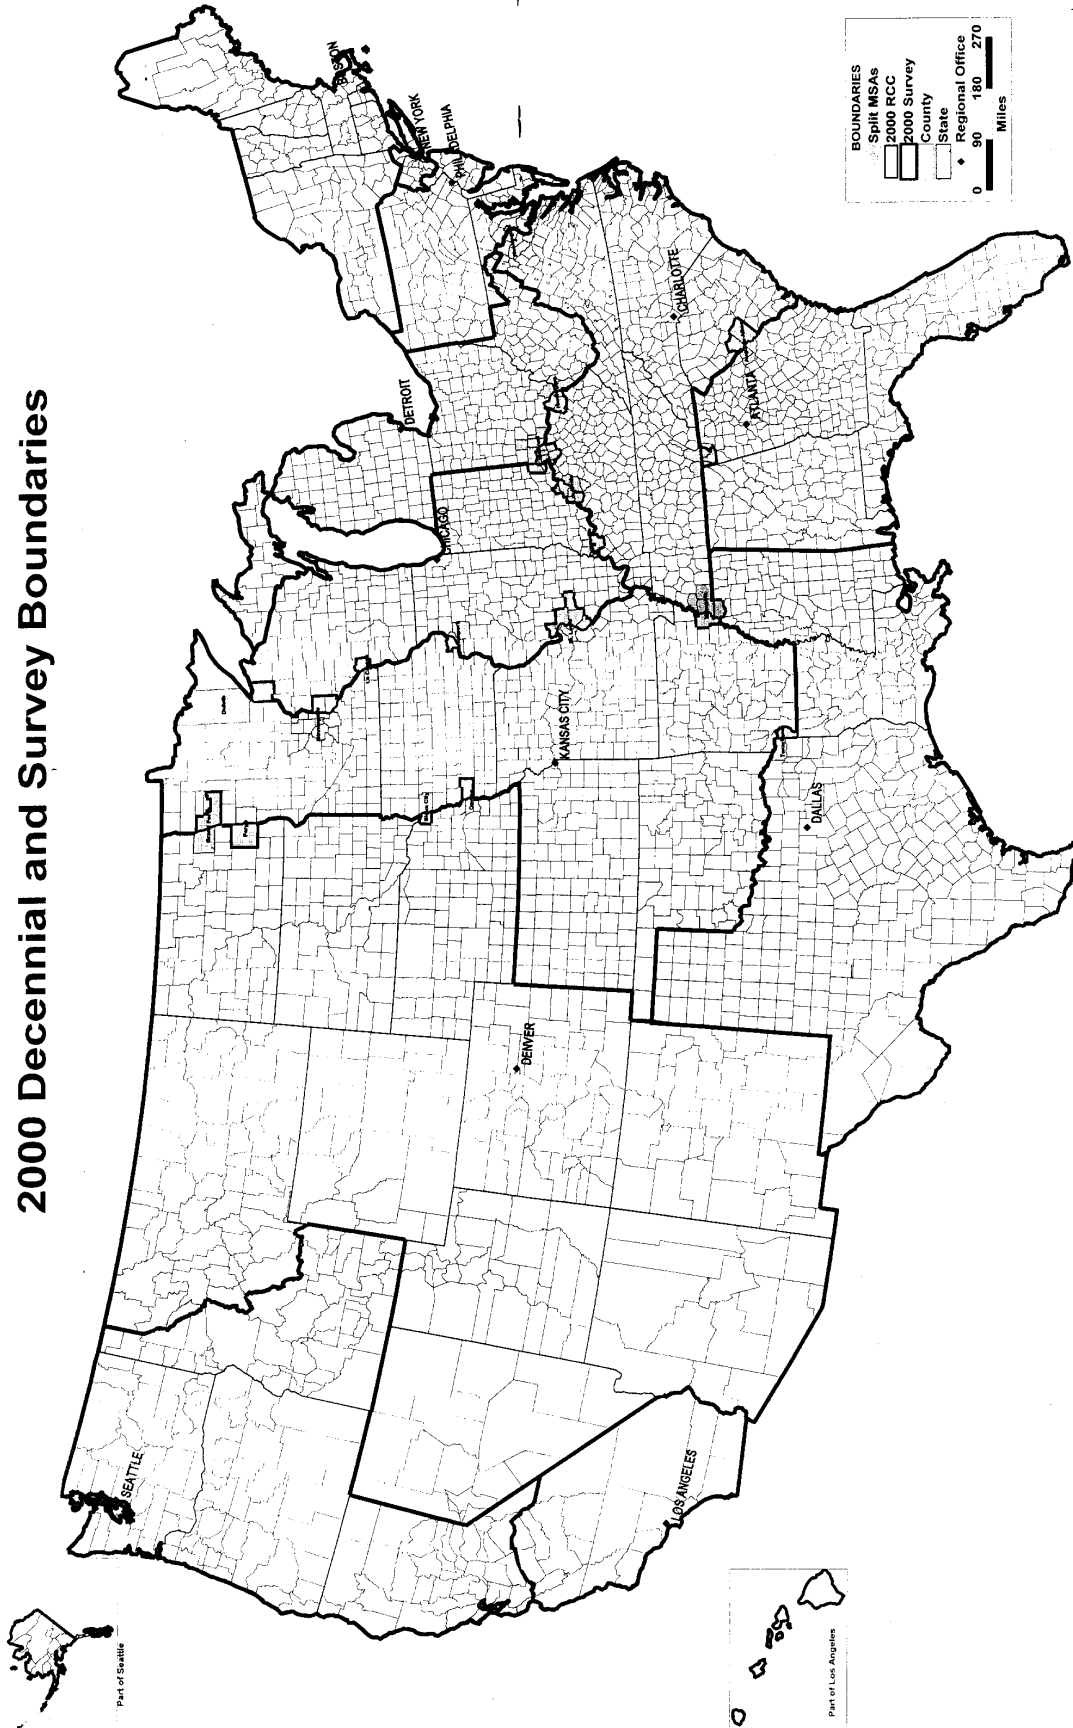 2000 Decennial and Survey Boundaries
SEATTLE
BOSTON
NEW YORK
PHILADELPHIA
DETROIT
CHICAGO
CHARLOTTE
ATLANTA
KANSAS CITY
DALLAS
DENVER
LOS ANGELES
Duluth
Part of Seattle
Part of Los Angeles
BOUNDARIES
Split MSAs
2000 RCC
2000 Survey
County
State
Regional Office
0 90 180 270
Miles